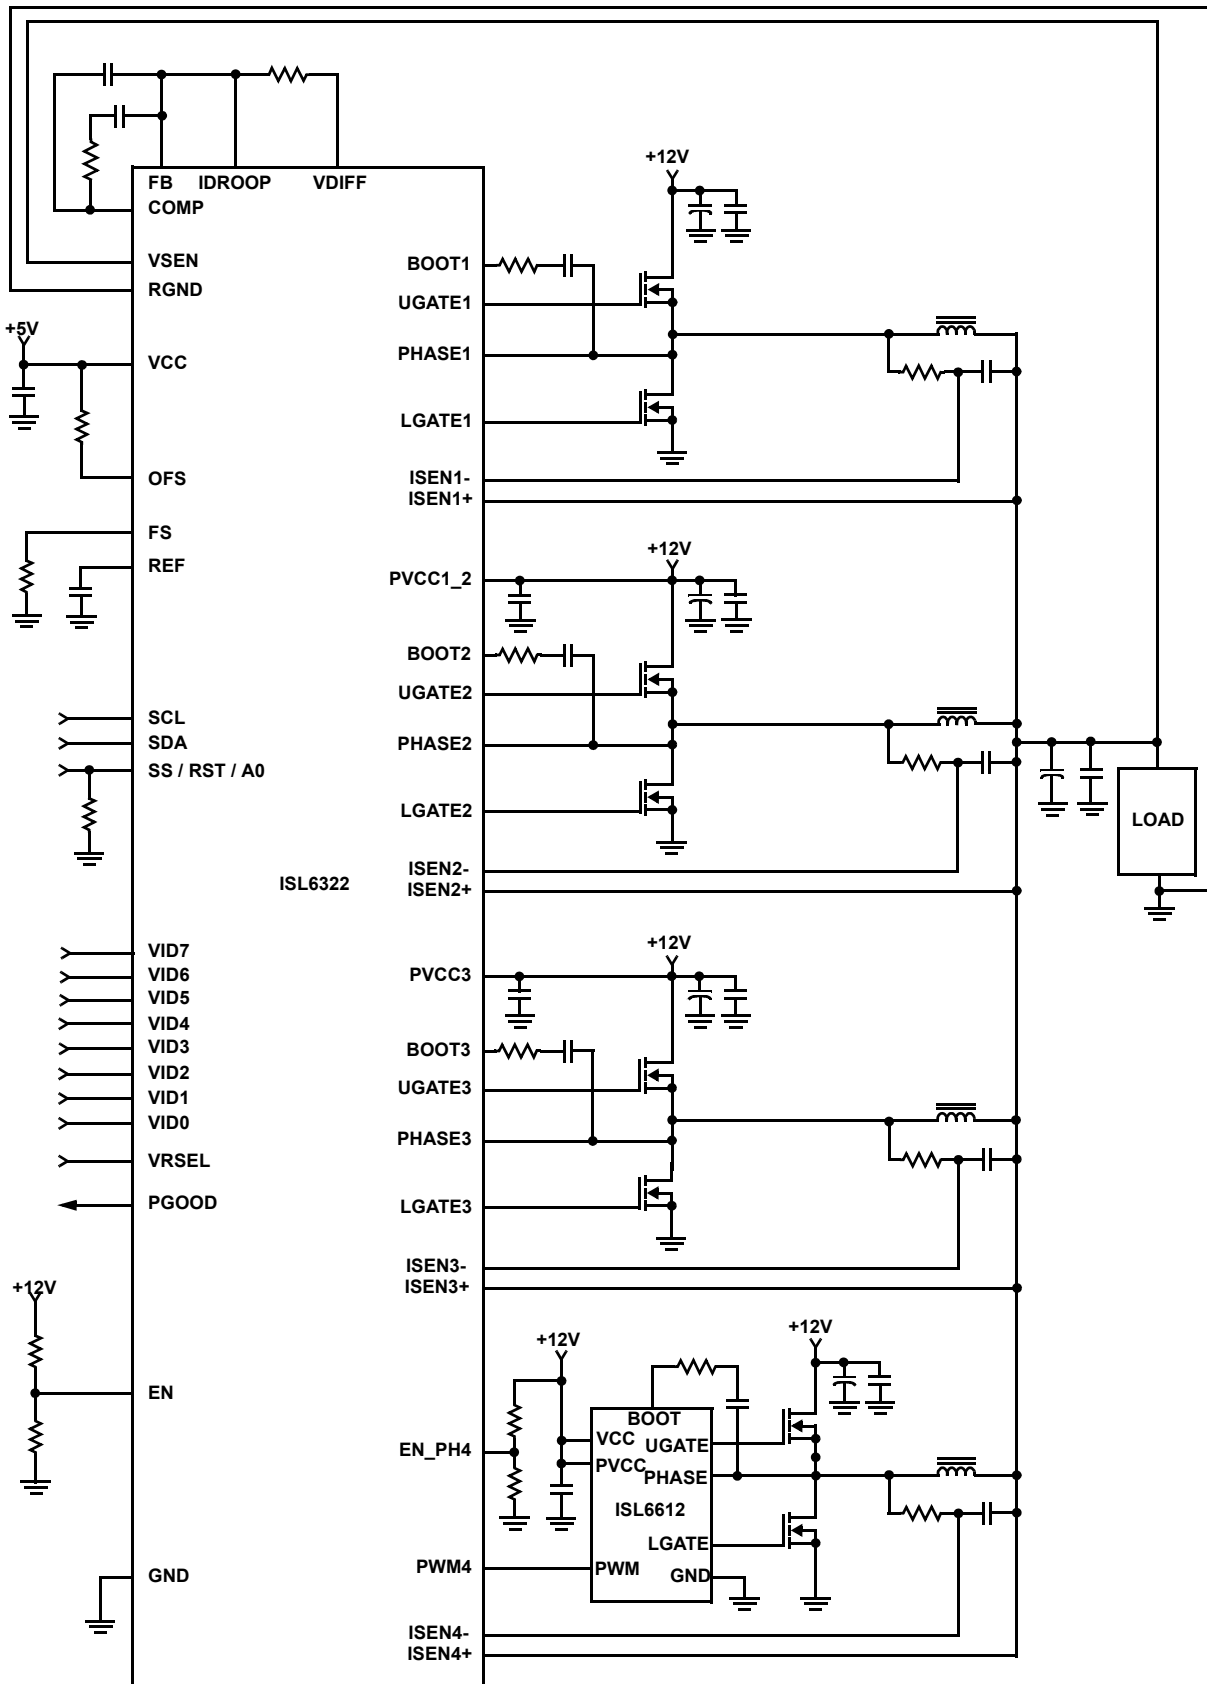 FB IDROOP VDIFF
COMP
VSEN
RGND
+5V
VCC
OFS
FS
REF
SCL
SDA
SS / RST / A0
ISL6322
VID7
VID6
VID5
VID4
VID3
VID2
VID1
VID0
VRSEL
PGOOD
+12V
EN
GND
+12V
BOOT1
UGATE1
PHASE1
LGATE1
ISEN1-
ISEN1+
+12V
PVCC1_2
BOOT2
UGATE2
PHASE2
LGATE2
ISEN2-
ISEN2+
LOAD
+12V
PVCC3
BOOT3
UGATE3
PHASE3
LGATE3
ISEN3-
ISEN3+
+12V
+12V
EN_PH4
BOOT
VCC
UGATE
PVCC
PHASE
ISL6612
LGATE
PWM4
PWM
GND
ISEN4-
ISEN4+